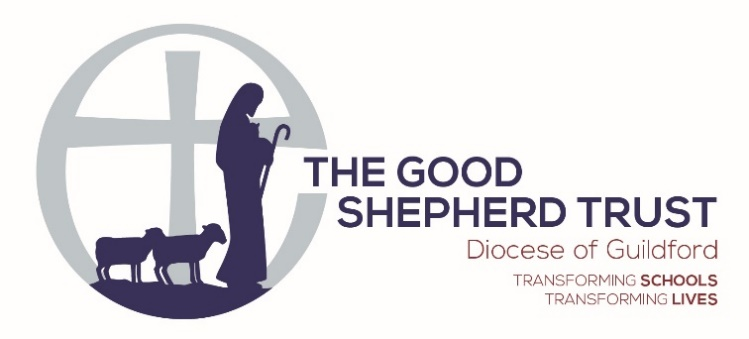 THE GOOD
SHEPHERD TRUST
Diocese of Guildford
TRANSFORMING SCHOOLS
TRANSFORMING LIVES